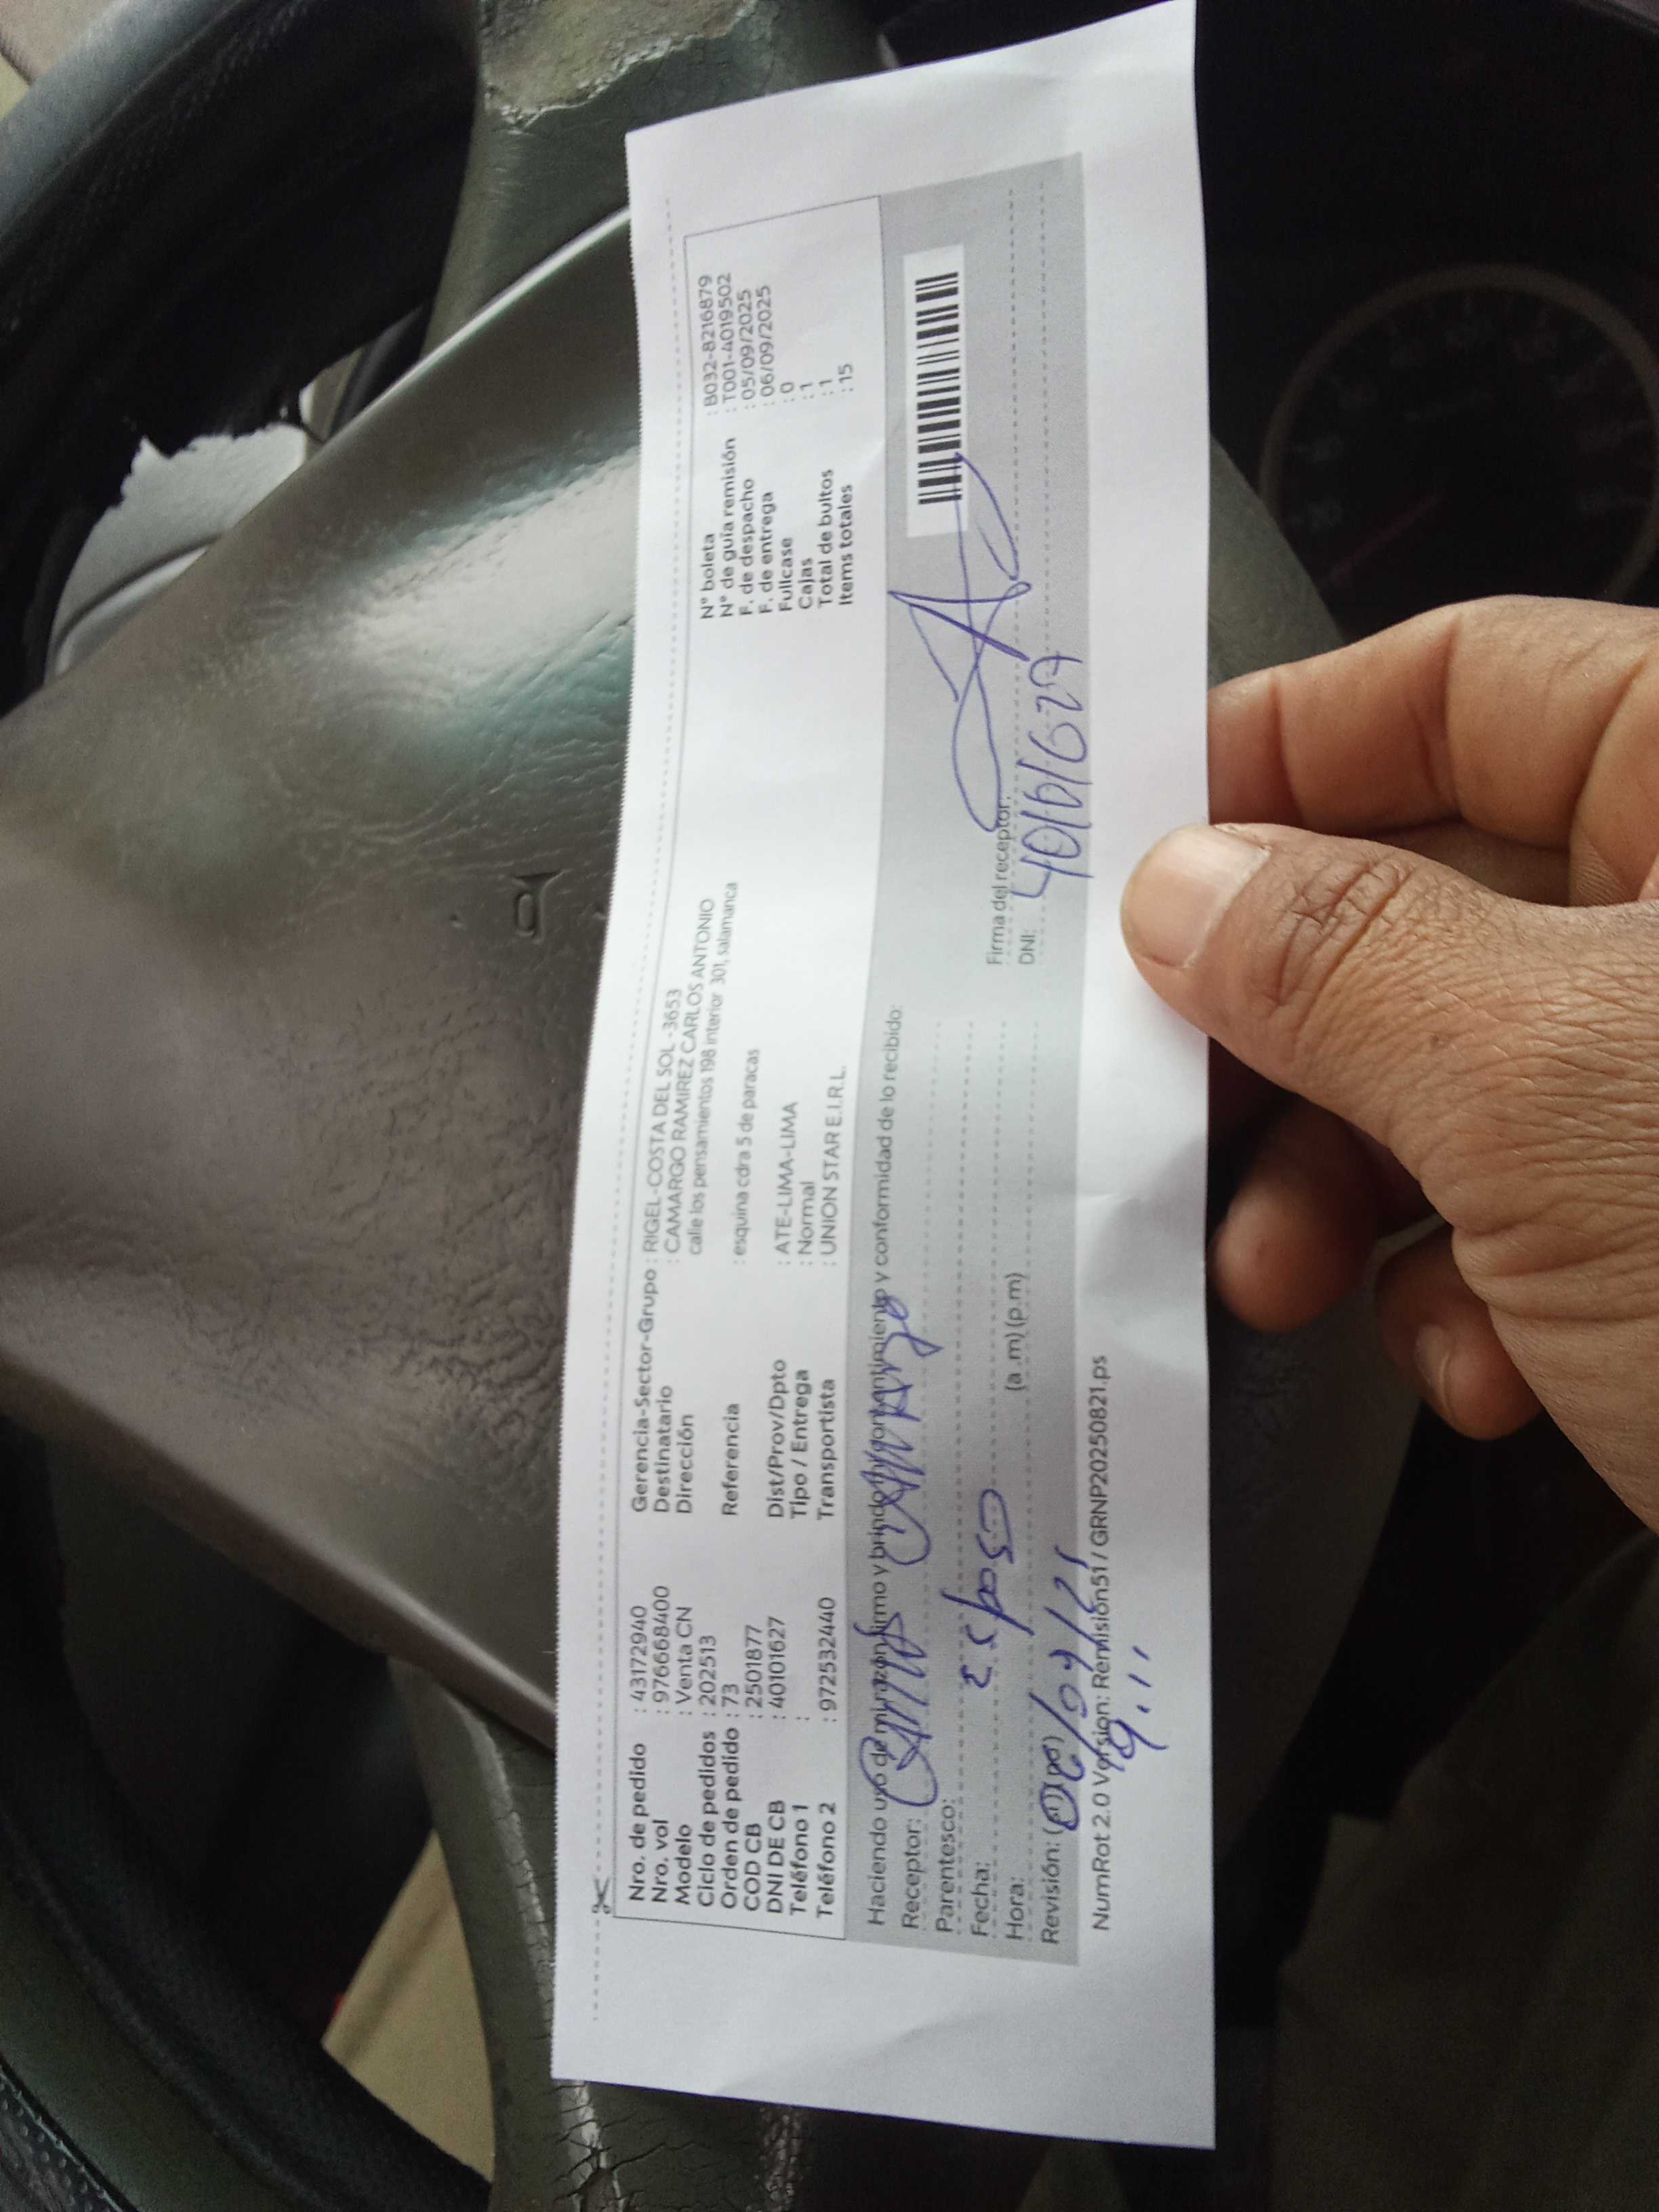 Nro. de pedido : 43172940
Nro. vol : 976668400
Modelo : Venta CN
Ciclo de pedidos : 202513
Orden de pedido : 73
COD CB : 2501877
DNI DE CB : 40101627
Teléfono 1 :
Teléfono 2 : 972532440
Gerencia-Sector-Grupo : RIGEL-COSTA DEL SOL -3653
Destinatario : CAMARGO RAMIREZ CARLOS ANTONIO
Dirección calle los pensamientos 198 interior 301, salamanca
Referencia : esquina cdra 5 de paracas
Dist/Prov/Dpto : ATE-LIMA-LIMA
Tipo / Entrega : Normal
Transportista : UNION STAR E.I.R.L.
N° boleta : B032-8216879
N° de guía remisión : T001-4019502
F. de despacho : 05/09/2025
F. de entrega : 06/09/2025
Fullcase : 0
Cajas : 1
Total de bultos : 1
Items totales : 15
Haciendo uso de mi razón firmo y brindo mi consentimiento y conformidad de lo recibido:
Receptor: Carlos Camargo
Parentesco: Esposo
Fecha:
Hora: (a .m) (p.m)
Revisión:
Firma del receptor:
DNI: 40101627
NumRot 2.0 Version: Remision51 / GRNP20250821.ps
9:11